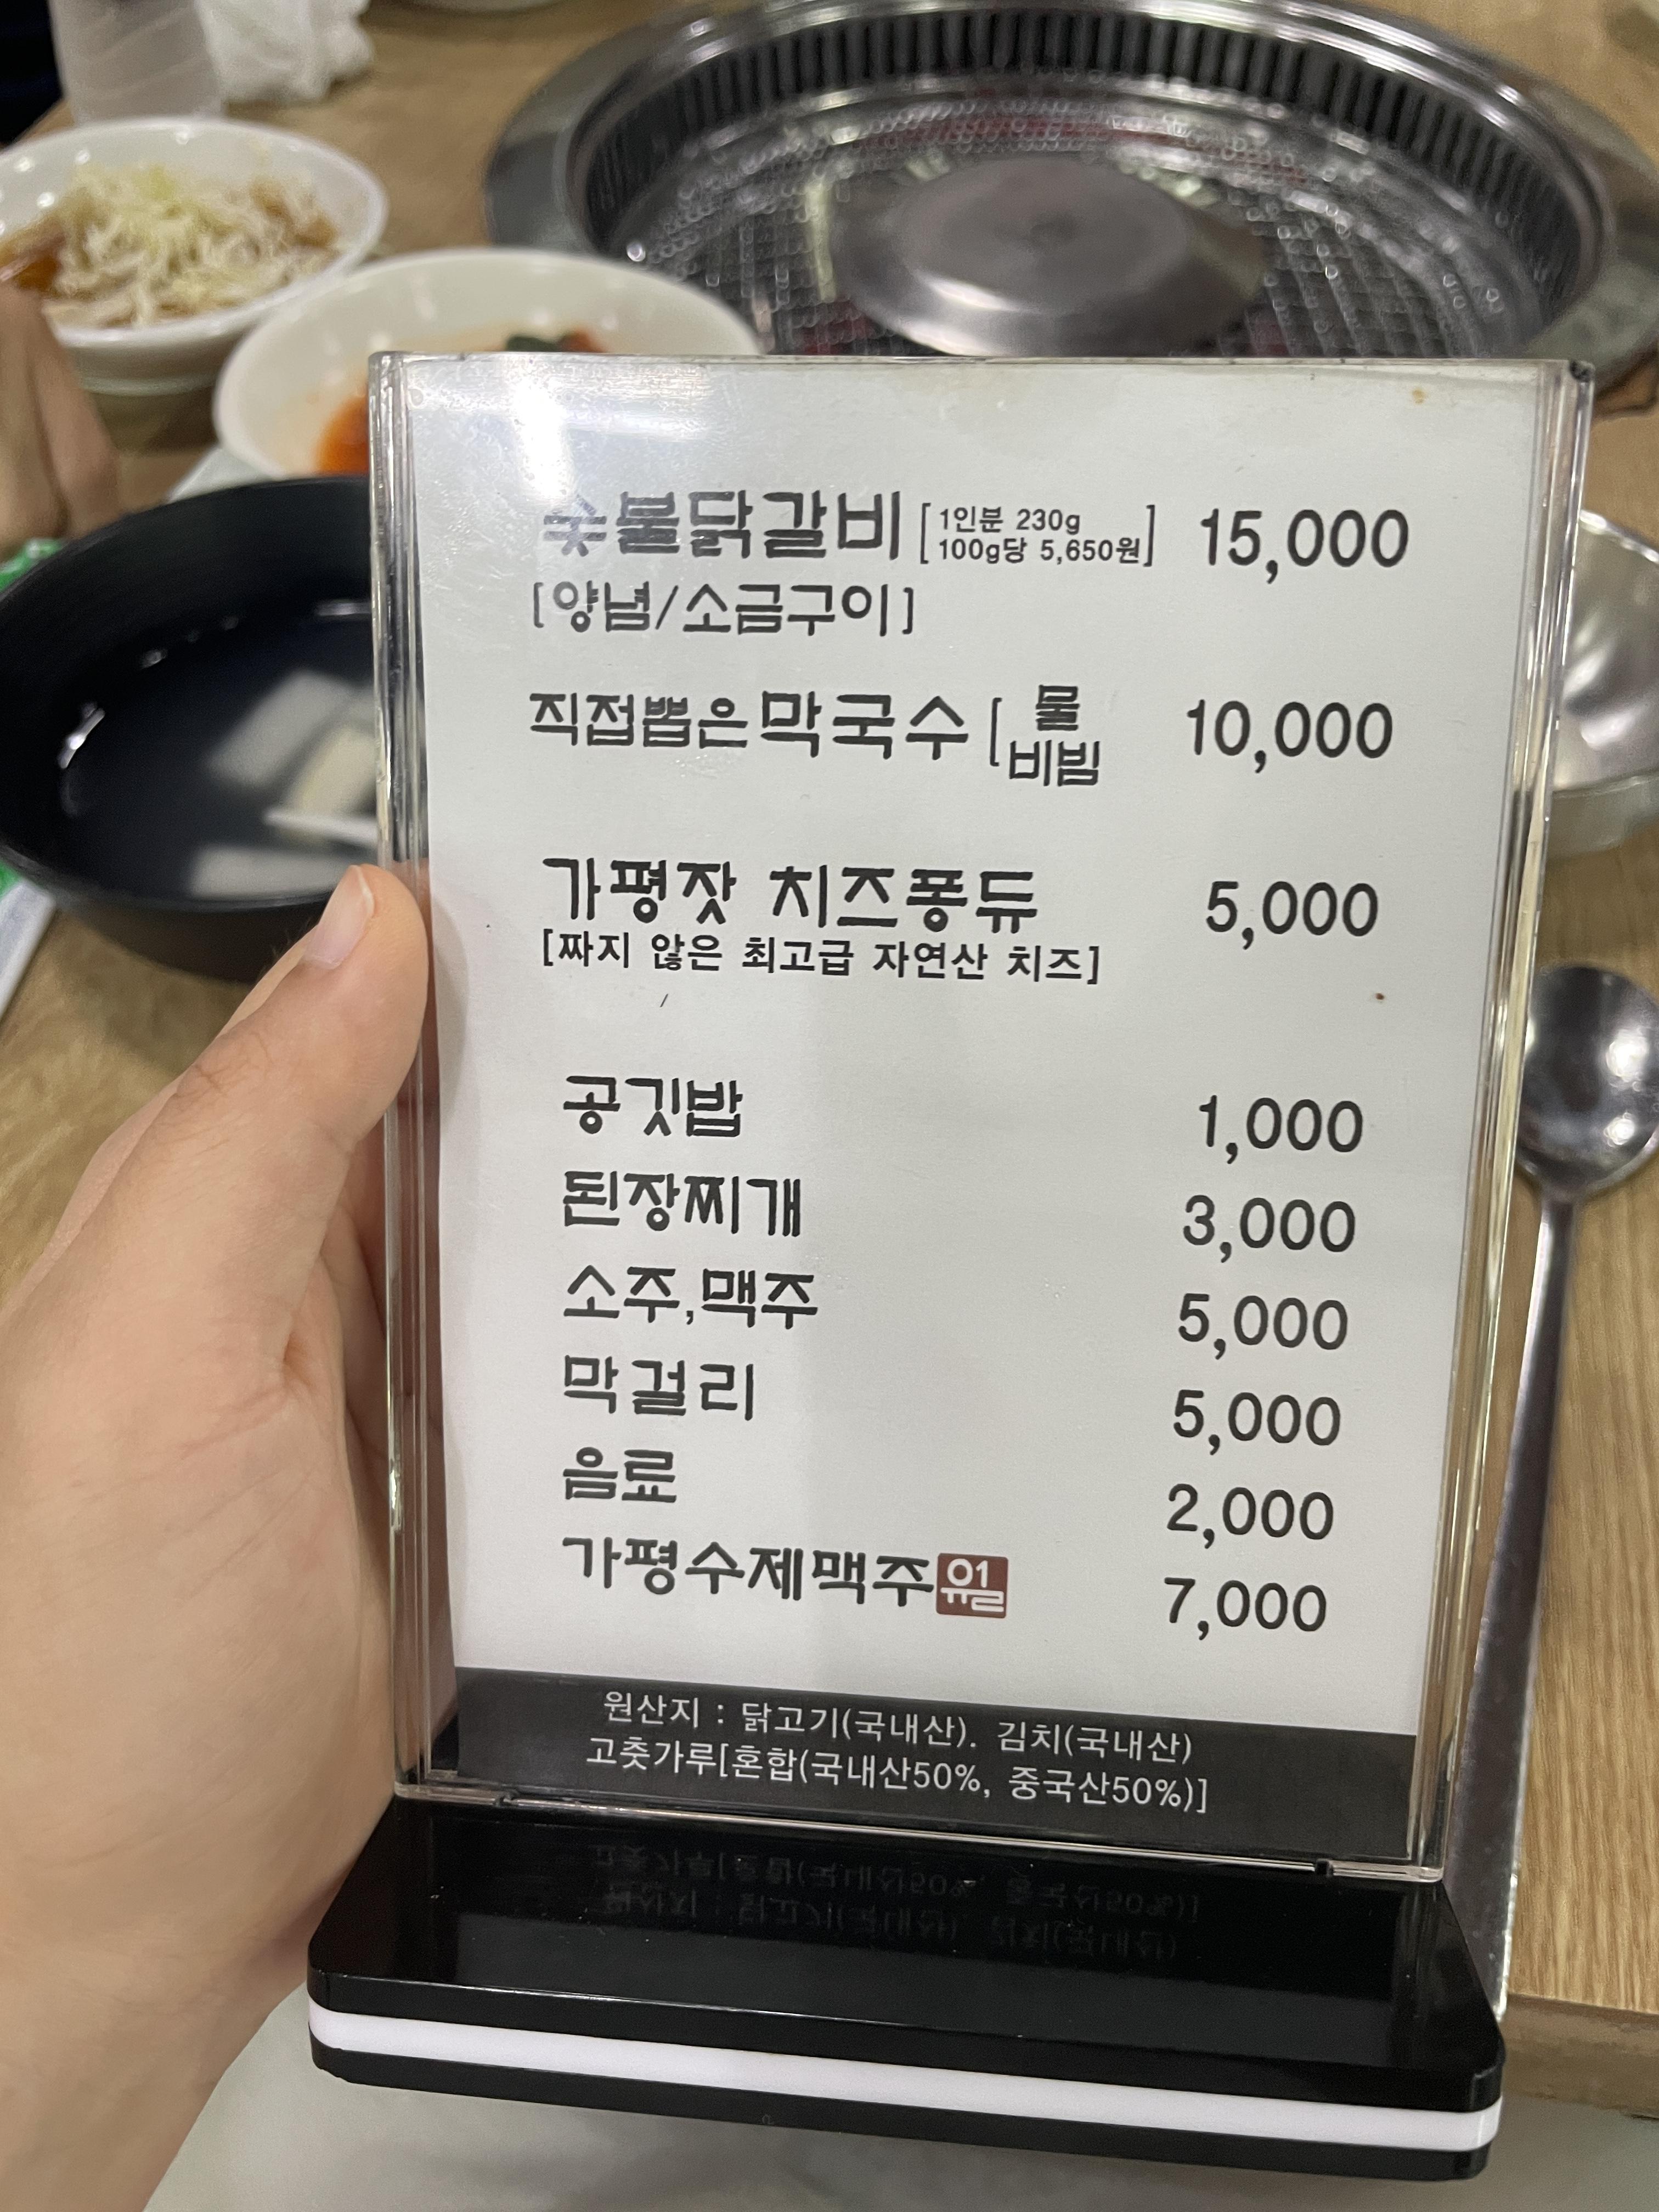 숯불닭갈비 [1인분 230g 100g당 5,650원] 15,000
[양념/소금구이]
직접뽑은막국수 [물 비빔 10,000
가평잣 치즈퐁듀 5,000
[짜지 않은 최고급 자연산 치즈]
공깃밥 1,000
된장찌개 3,000
소주,맥주 5,000
막걸리 5,000
음료 2,000
가평수제맥주 유일 7,000
원산지 : 닭고기(국내산). 김치(국내산)
고춧가루[혼합(국내산50%, 중국산50%)]